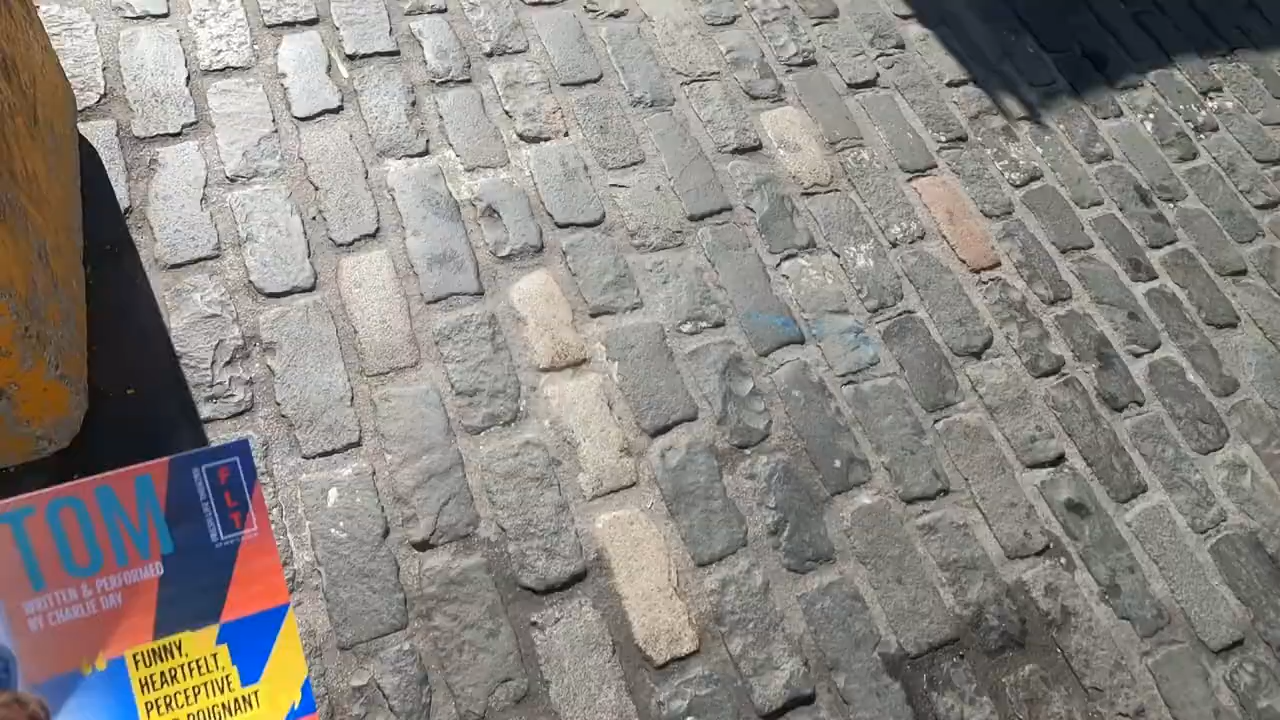 TOM
WRITTEN & PERFORMED
BY CHARLIE DAY
FLT
FUNNY,
HEARTFELT,
PERCEPTIVE
POIGNANT